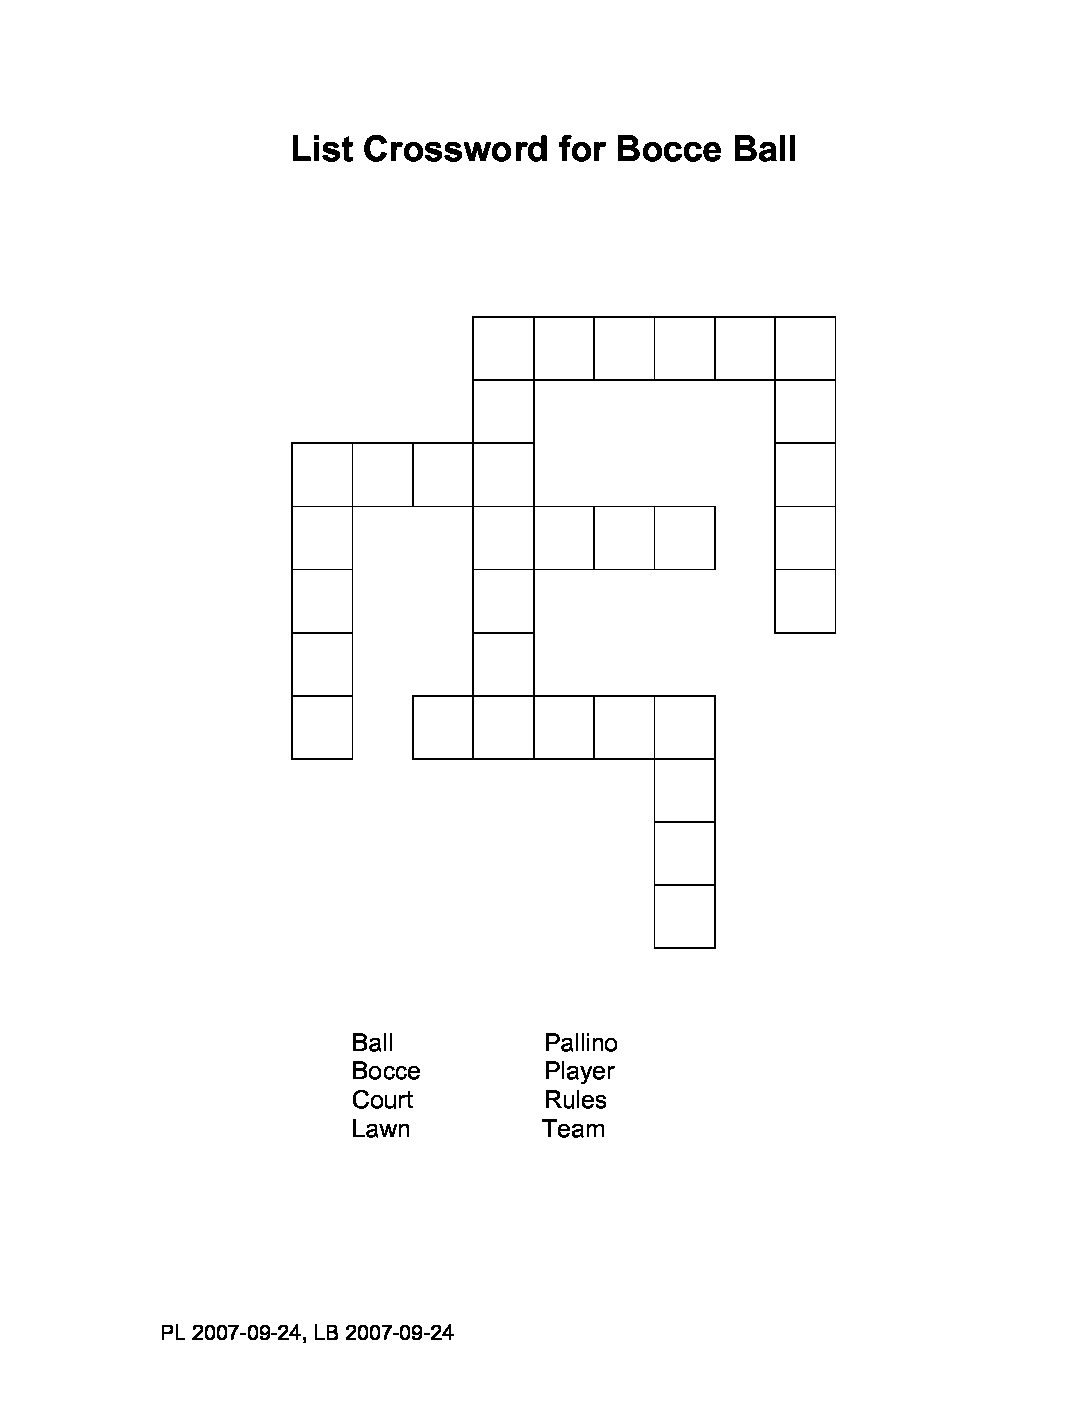 List Crossword for Bocce Ball
Ball Pallino
Bocce Player
Court Rules
Lawn Team
PL 2007-09-24, LB 2007-09-24